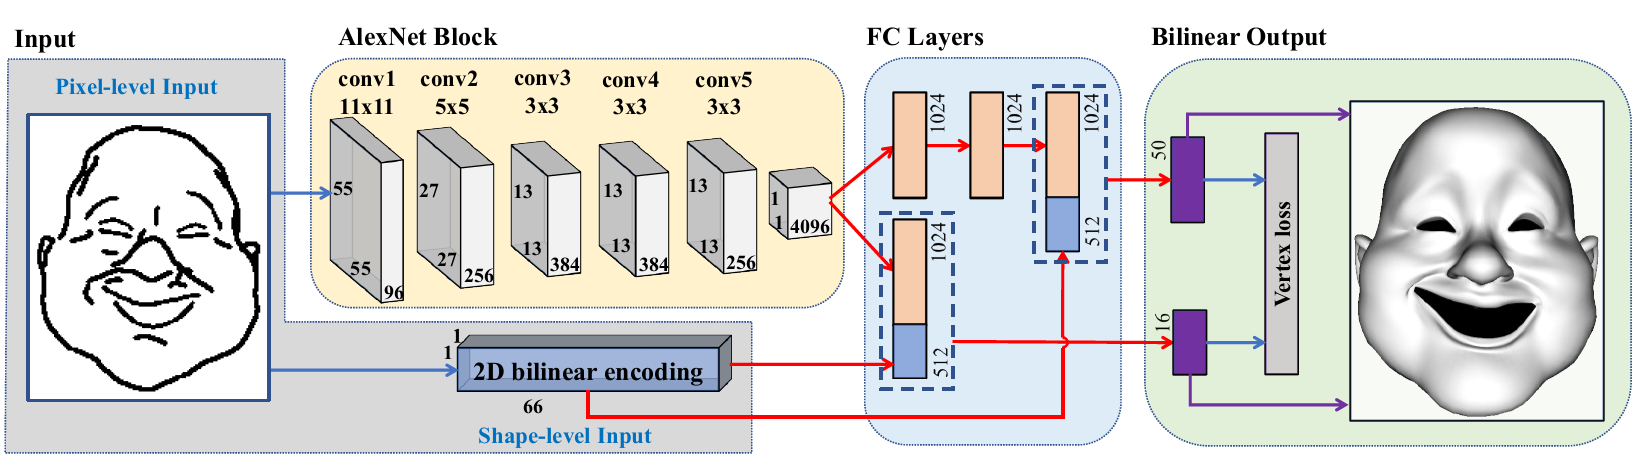 Input
AlexNet Block
FC Layers
Bilinear Output
Pixel-level Input
conv1
11x11
conv2
5x5
conv3
3x3
conv4
3x3
conv5
3x3
55
55
96
27
27
256
13
13
384
13
13
384
13
13
256
1
1
4096
1024
1024
1024
512
1024
512
50
16
Vertex loss
1
1
2D bilinear encoding
66
Shape-level Input